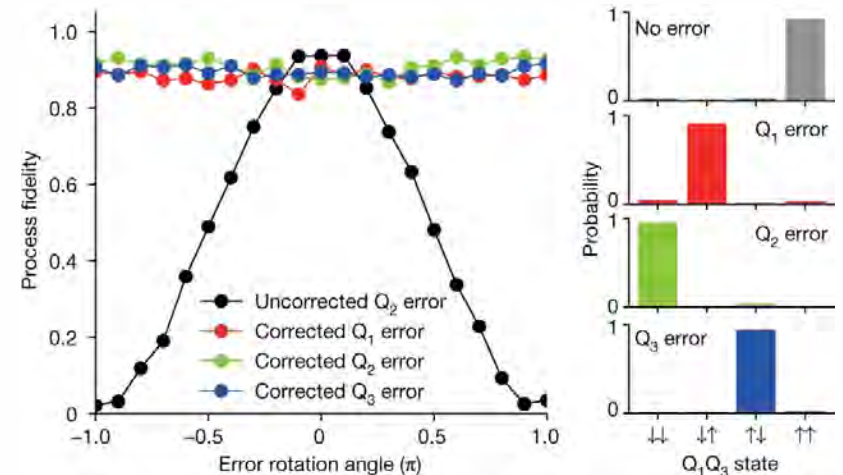 1.0
0.8
0.6
0.4
0.2
0
Process fidelity
Uncorrected Q₂ error
Corrected Q₁ error
Corrected Q₂ error
Corrected Q₃ error
−1.0 −0.5 0 0.5 1.0
Error rotation angle (π)
Probability
1
No error
0
1
Q₁ error
0
1
Q₂ error
0
1
Q₃ error
0
↓↓ ↓↑ ↑↓ ↑↑
Q₁Q₃ state